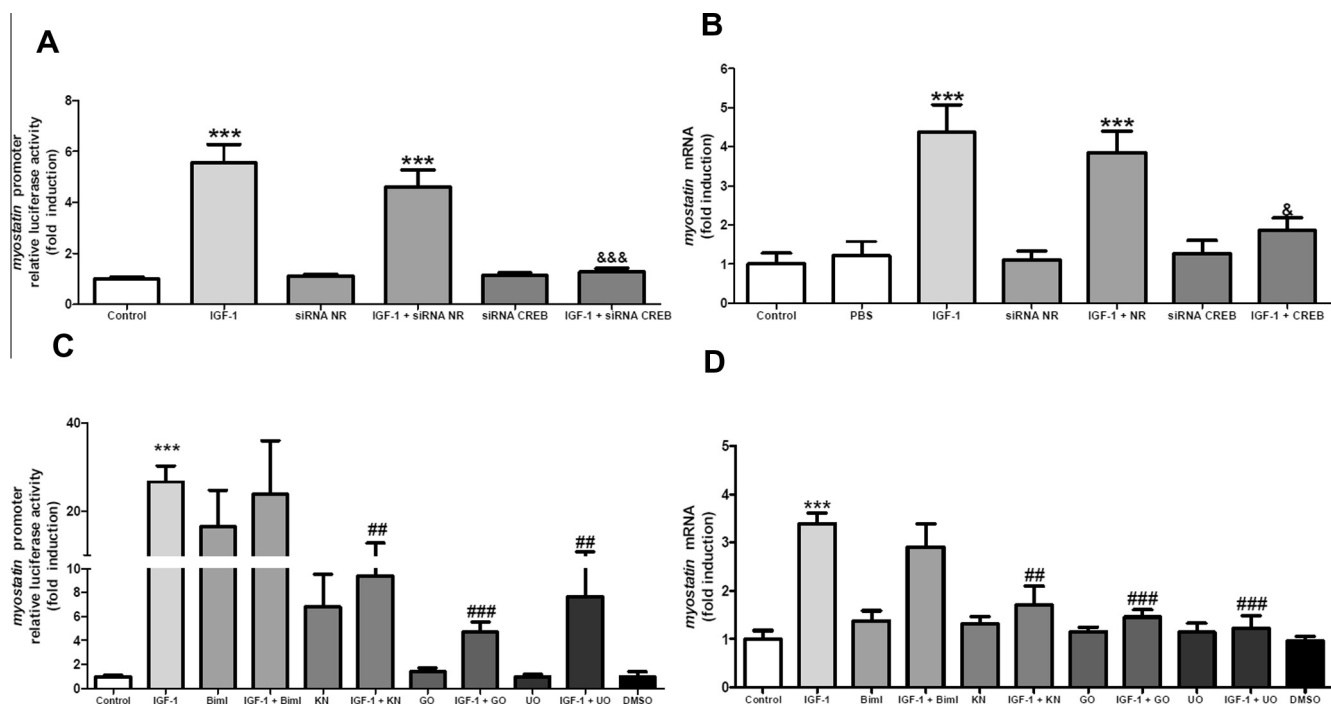 A
myostatin promoter
relative luciferase activity
(fold induction)
8
6
4
2
0
***
***
&&&
Control IGF-1 siRNA NR IGF-1 + siRNA NR siRNA CREB IGF-1 + siRNA CREB
B
myostatin mRNA
(fold induction)
6
5
4
3
2
1
0
***
***
&
Control PBS IGF-1 siRNA NR IGF-1 + NR siRNA CREB IGF-1 + CREB
C
myostatin promoter
relative luciferase activity
(fold induction)
40
20
10
8
6
4
2
0
***
##
###
##
Control IGF-1 BimI IGF-1 + BimI KN IGF-1 + KN GO IGF-1 + GO UO IGF-1 + UO DMSO
D
myostatin mRNA
(fold induction)
5
4
3
2
1
0
***
##
###
###
Control IGF-1 BimI IGF-1 + BimI KN IGF-1 + KN GO IGF-1 + GO UO IGF-1 + UO DMSO